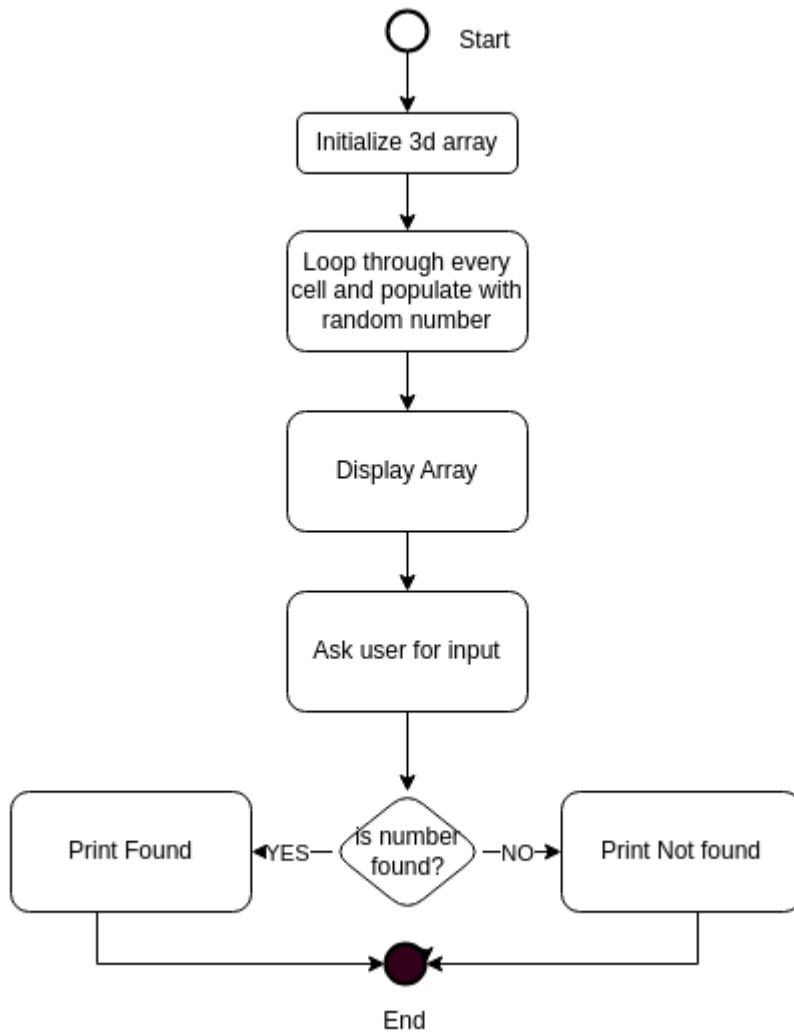 Start
Initialize 3d array
Loop through every
cell and populate with
random number
Display Array
Ask user for input
is number
found?
YES
NO
Print Found
Print Not found
End